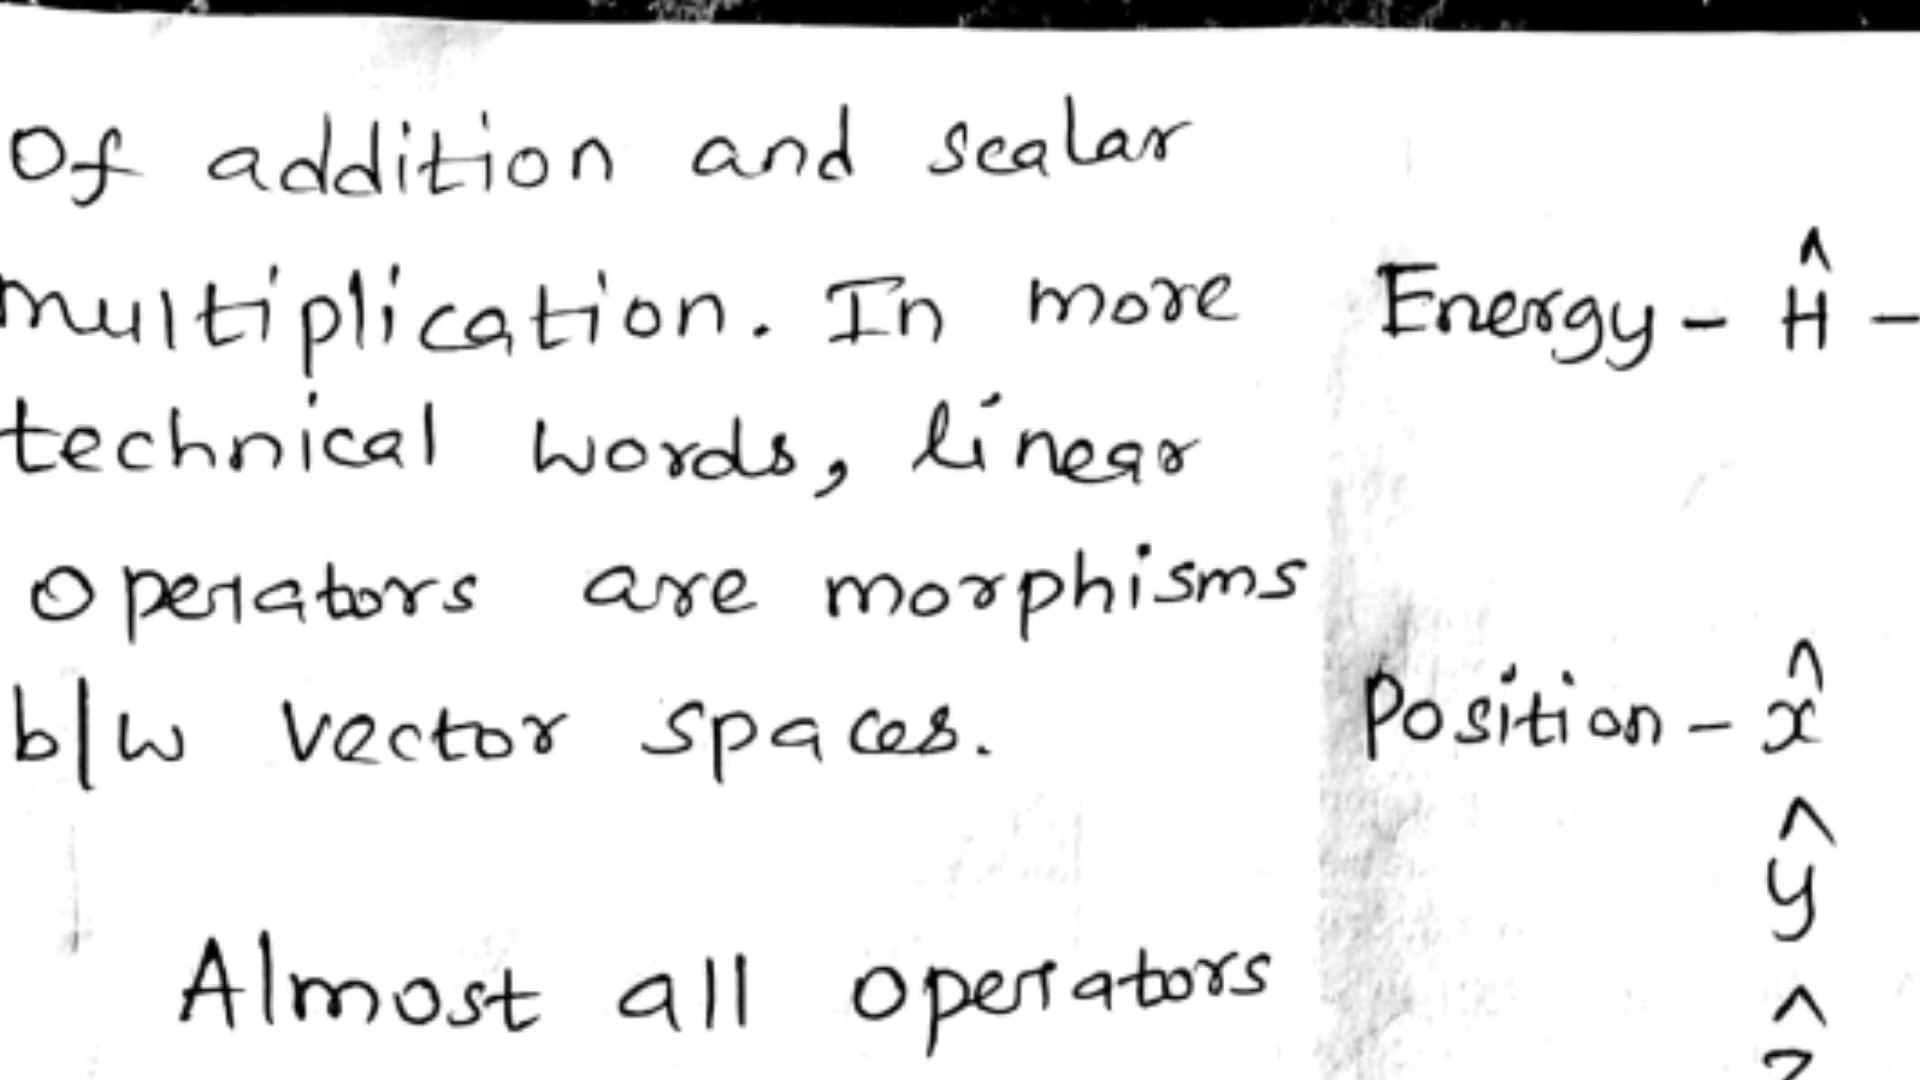 Of addition and scalar
multiplication. In more
technical words, linear
operators are morphisms
b/w vector spaces.
Almost all operators
Energy - Ĥ -
Position - x̂
ŷ
ẑ